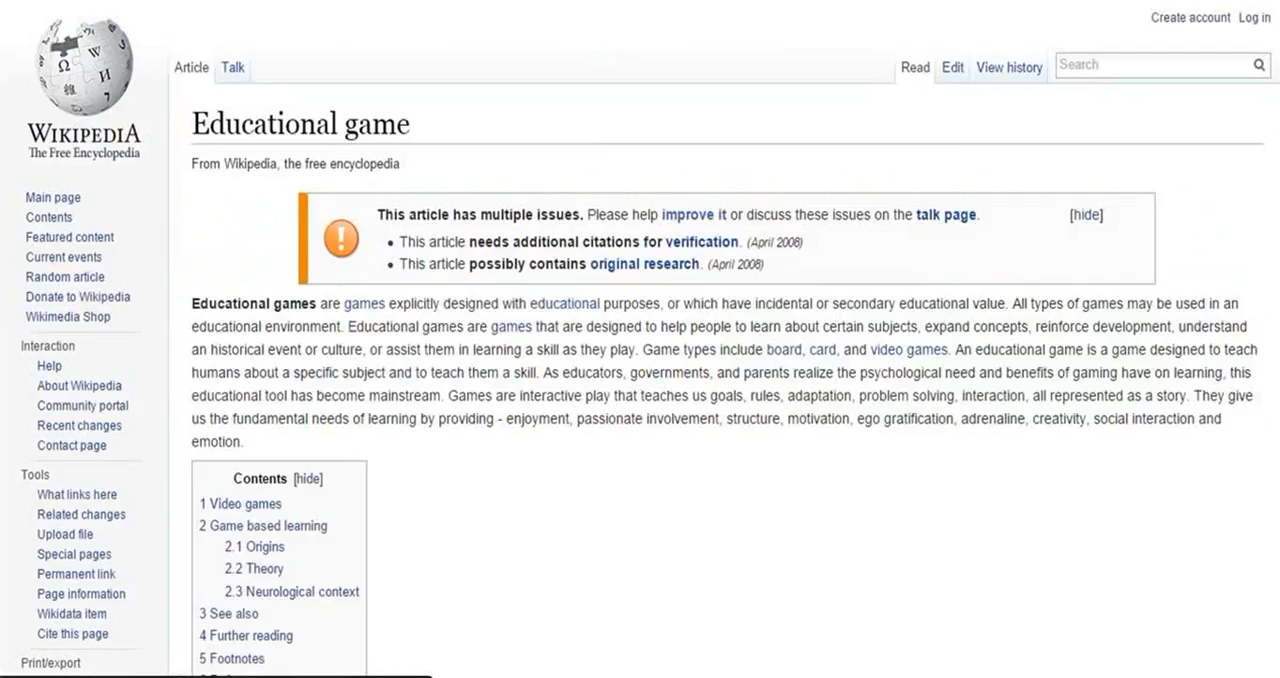 Create account Log in
Article Talk
Read Edit View history Search
WIKIPEDIA
The Free Encyclopedia
Main page
Contents
Featured content
Current events
Random article
Donate to Wikipedia
Wikimedia Shop
Interaction
Help
About Wikipedia
Community portal
Recent changes
Contact page
Tools
What links here
Related changes
Upload file
Special pages
Permanent link
Page information
Wikidata item
Cite this page
Print/export
Educational game
From Wikipedia, the free encyclopedia
This article has multiple issues. Please help improve it or discuss these issues on the talk page. [hide]
• This article needs additional citations for verification. (April 2008)
• This article possibly contains original research. (April 2008)
Educational games are games explicitly designed with educational purposes, or which have incidental or secondary educational value. All types of games may be used in an
educational environment. Educational games are games that are designed to help people to learn about certain subjects, expand concepts, reinforce development, understand
an historical event or culture, or assist them in learning a skill as they play. Game types include board, card, and video games. An educational game is a game designed to teach
humans about a specific subject and to teach them a skill. As educators, governments, and parents realize the psychological need and benefits of gaming have on learning, this
educational tool has become mainstream. Games are interactive play that teaches us goals, rules, adaptation, problem solving, interaction, all represented as a story. They give
us the fundamental needs of learning by providing - enjoyment, passionate involvement, structure, motivation, ego gratification, adrenaline, creativity, social interaction and
emotion.
Contents [hide]
1 Video games
2 Game based learning
2.1 Origins
2.2 Theory
2.3 Neurological context
3 See also
4 Further reading
5 Footnotes